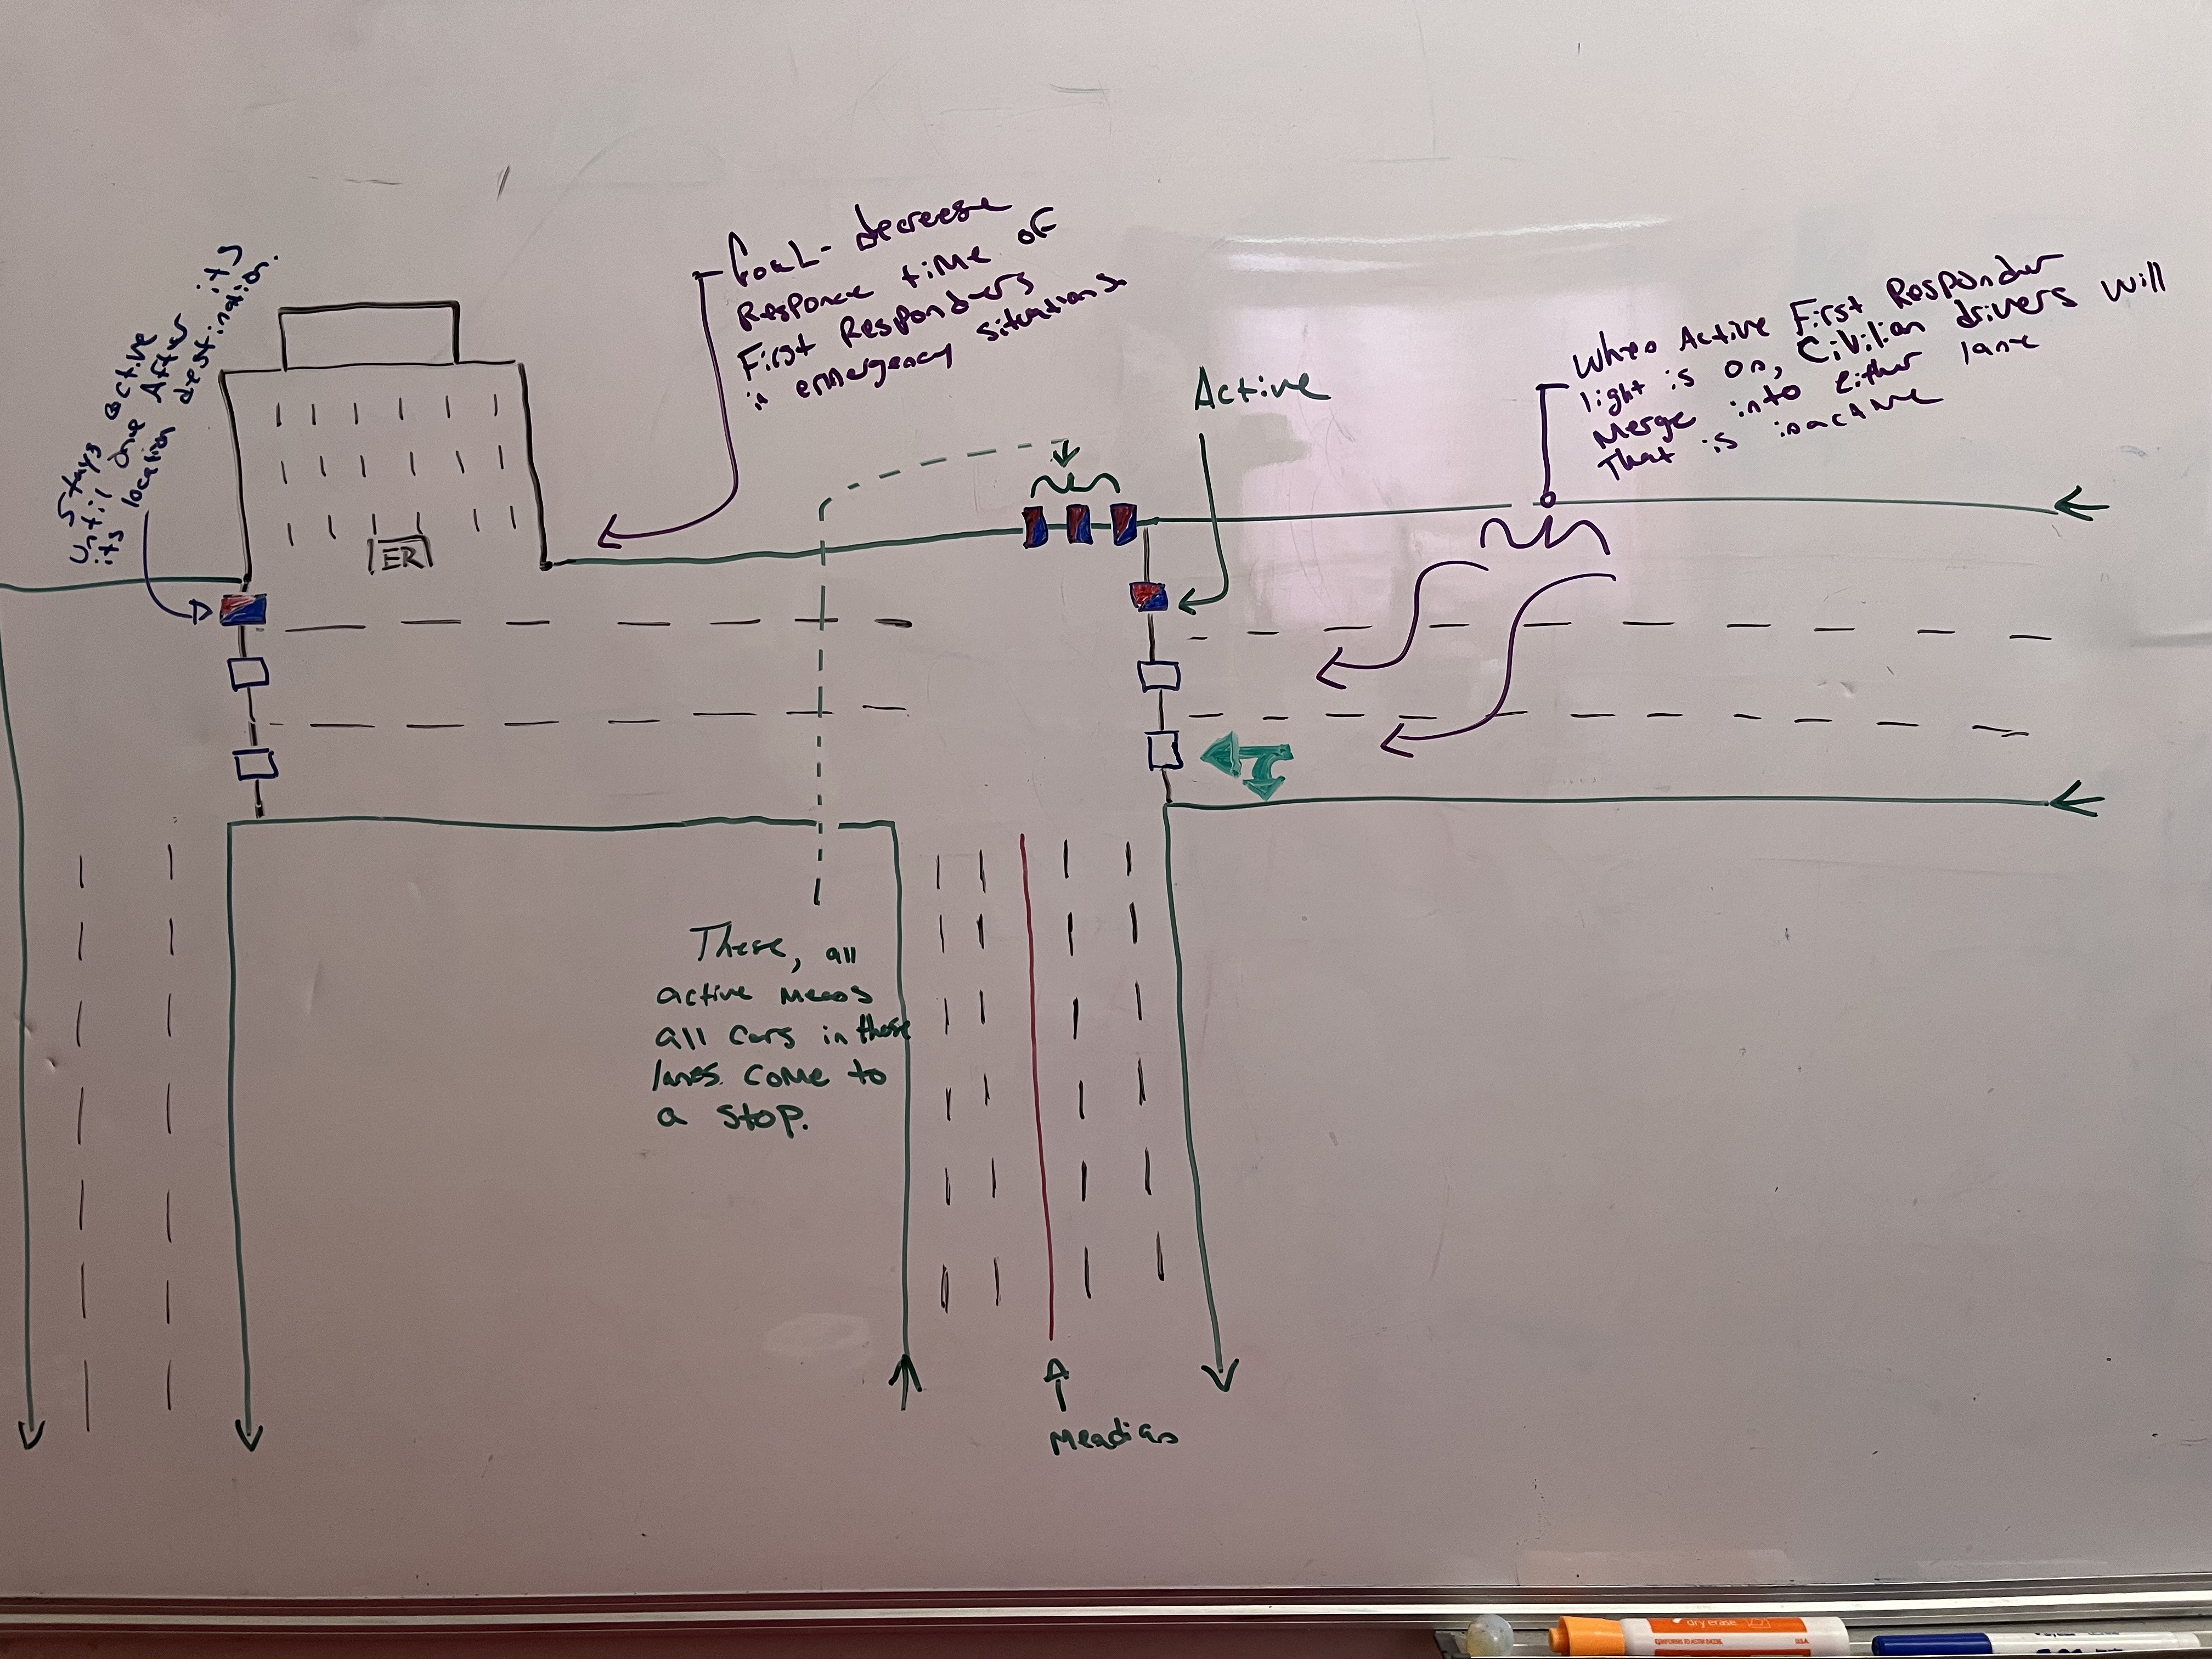 Stays active
until one After its
its location destination.
Goal- decrease
Responce time of
First Responders
in emergency situations
Active
When Active First Responder
light is on, Civilian drivers will
Merge into either lane
That is inactive
ER
These, all
active means
all cars in these
lanes come to
a stop.
Meadian
dry erase